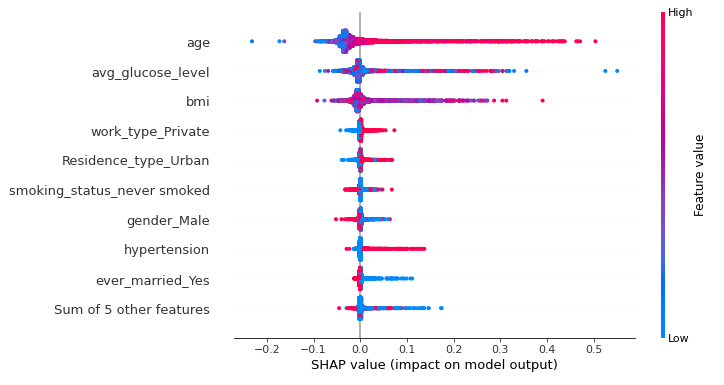 High
age
avg_glucose_level
bmi
work_type_Private
Residence_type_Urban
smoking_status_never smoked
gender_Male
hypertension
ever_married_Yes
Sum of 5 other features
Feature value
Low
−0.2 −0.1 0.0 0.1 0.2 0.3 0.4 0.5
SHAP value (impact on model output)